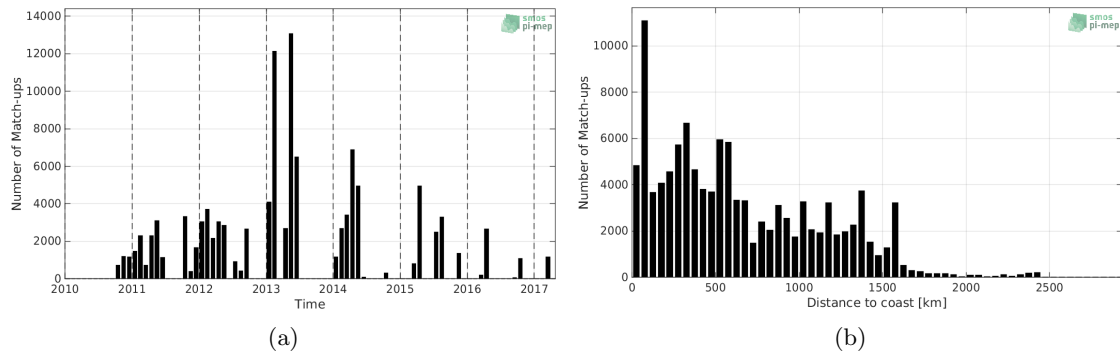 smos
pi-mep
14000
12000
10000
8000
6000
4000
2000
0
Number of Match-ups
2010 2011 2012 2013 2014 2015 2016 2017
Time
(a)
smos
pi-mep
10000
8000
6000
4000
2000
0
Number of Match-ups
0 500 1000 1500 2000 2500
Distance to coast [km]
(b)